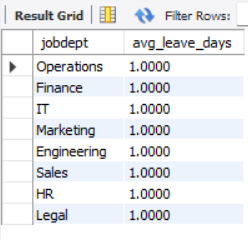 Result Grid Filter Rows:
jobdept avg_leave_days
Operations 1.0000
Finance 1.0000
IT 1.0000
Marketing 1.0000
Engineering 1.0000
Sales 1.0000
HR 1.0000
Legal 1.0000